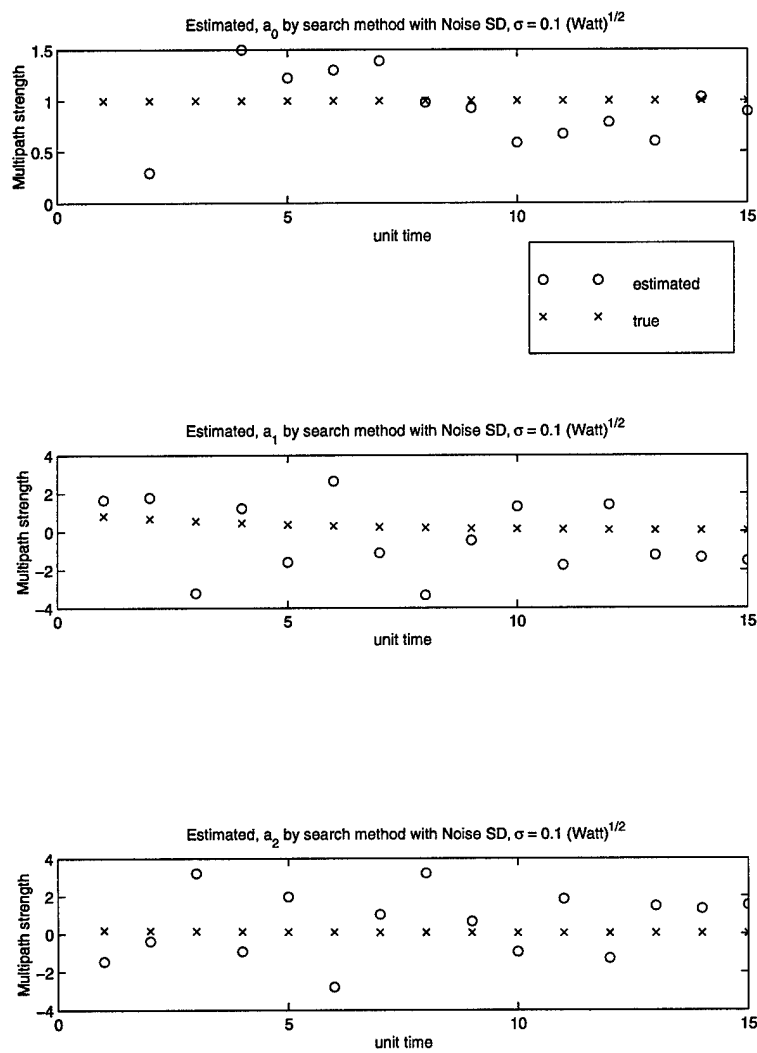 Estimated, a0 by search method with Noise SD, σ = 0.1 (Watt)1/2
1.5
1
0.5
0
Multipath strength
0 5 10 15
unit time
estimated
true
Estimated, a1 by search method with Noise SD, σ = 0.1 (Watt)1/2
4
2
0
−2
−4
Multipath strength
0 5 10 15
unit time
Estimated, a2 by search method with Noise SD, σ = 0.1 (Watt)1/2
4
2
0
−2
−4
Multipath strength
0 5 10 15
unit time